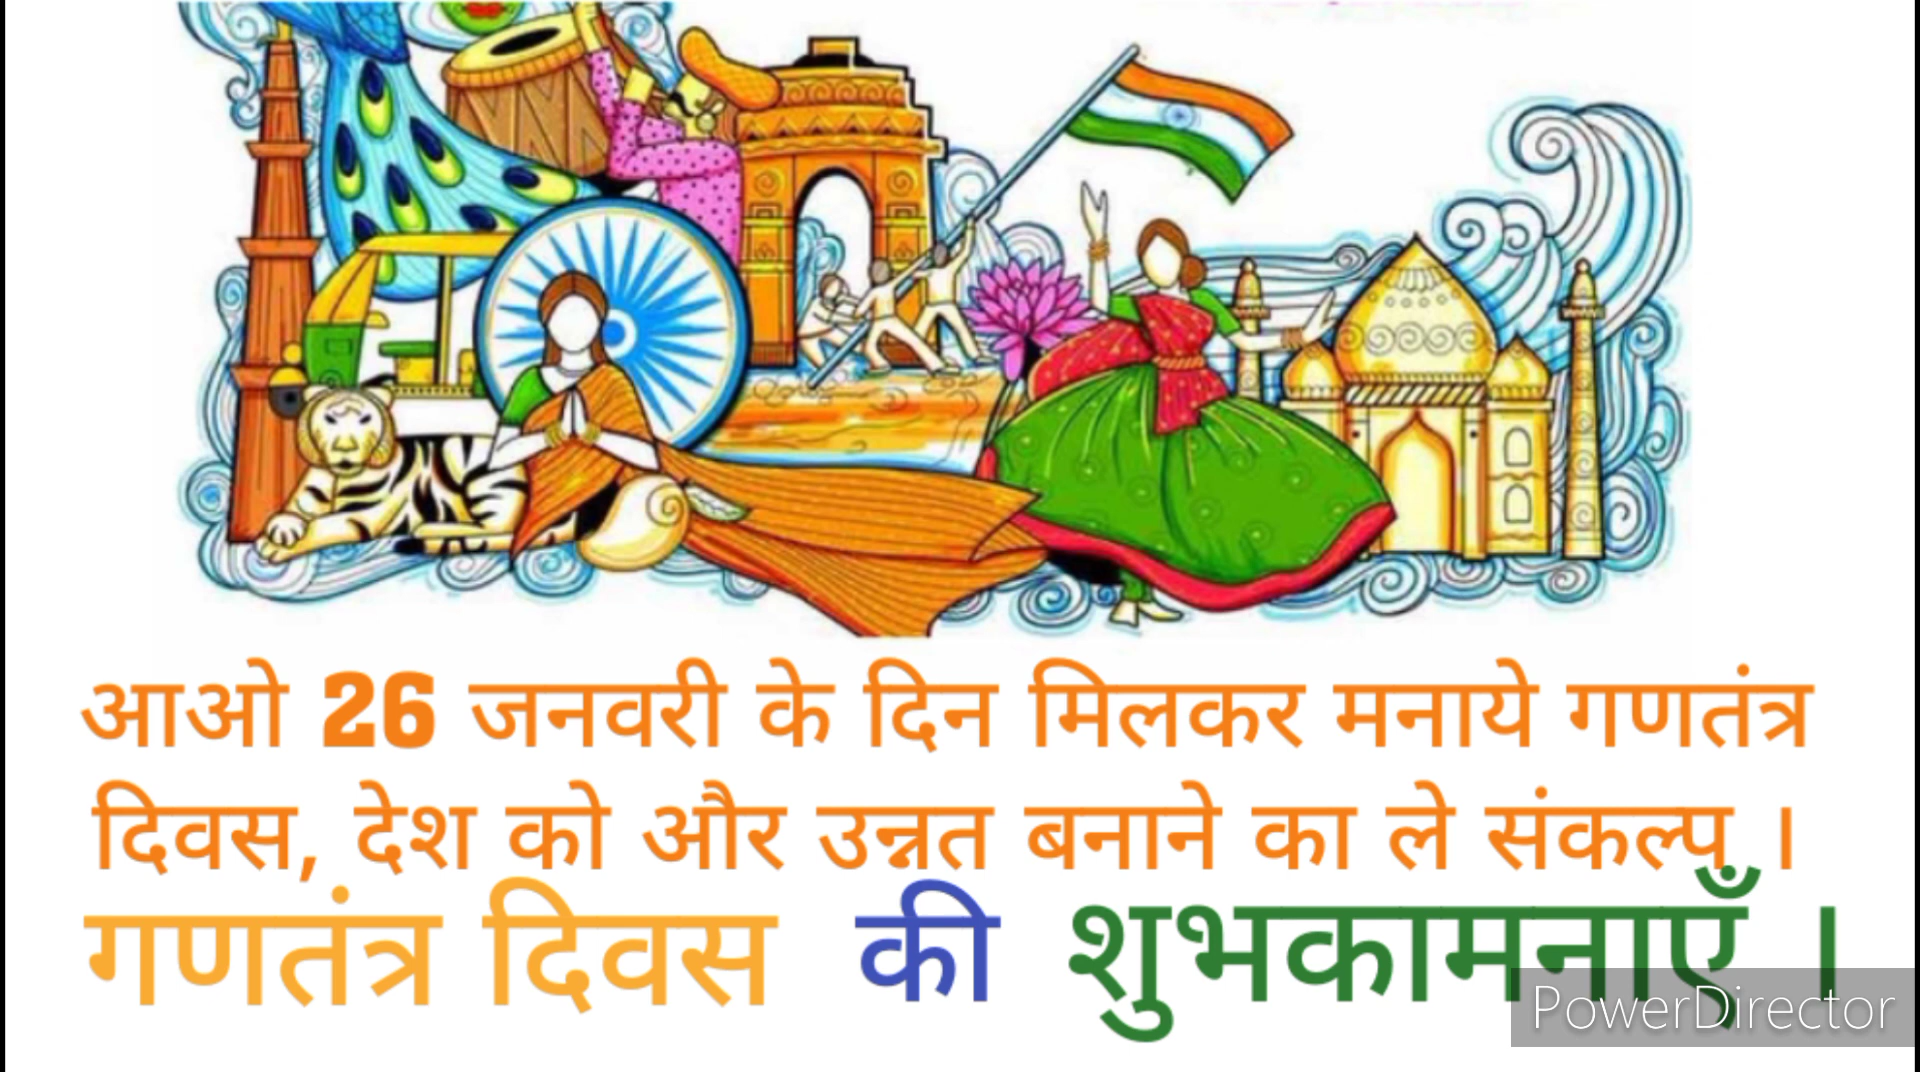 आओ 26 जनवरी के दिन मिलकर मनाये गणतंत्र
दिवस, देश को और उन्नत बनाने का ले संकल्प ।
गणतंत्र दिवस की शुभकामनाएँ ।
PowerDirector